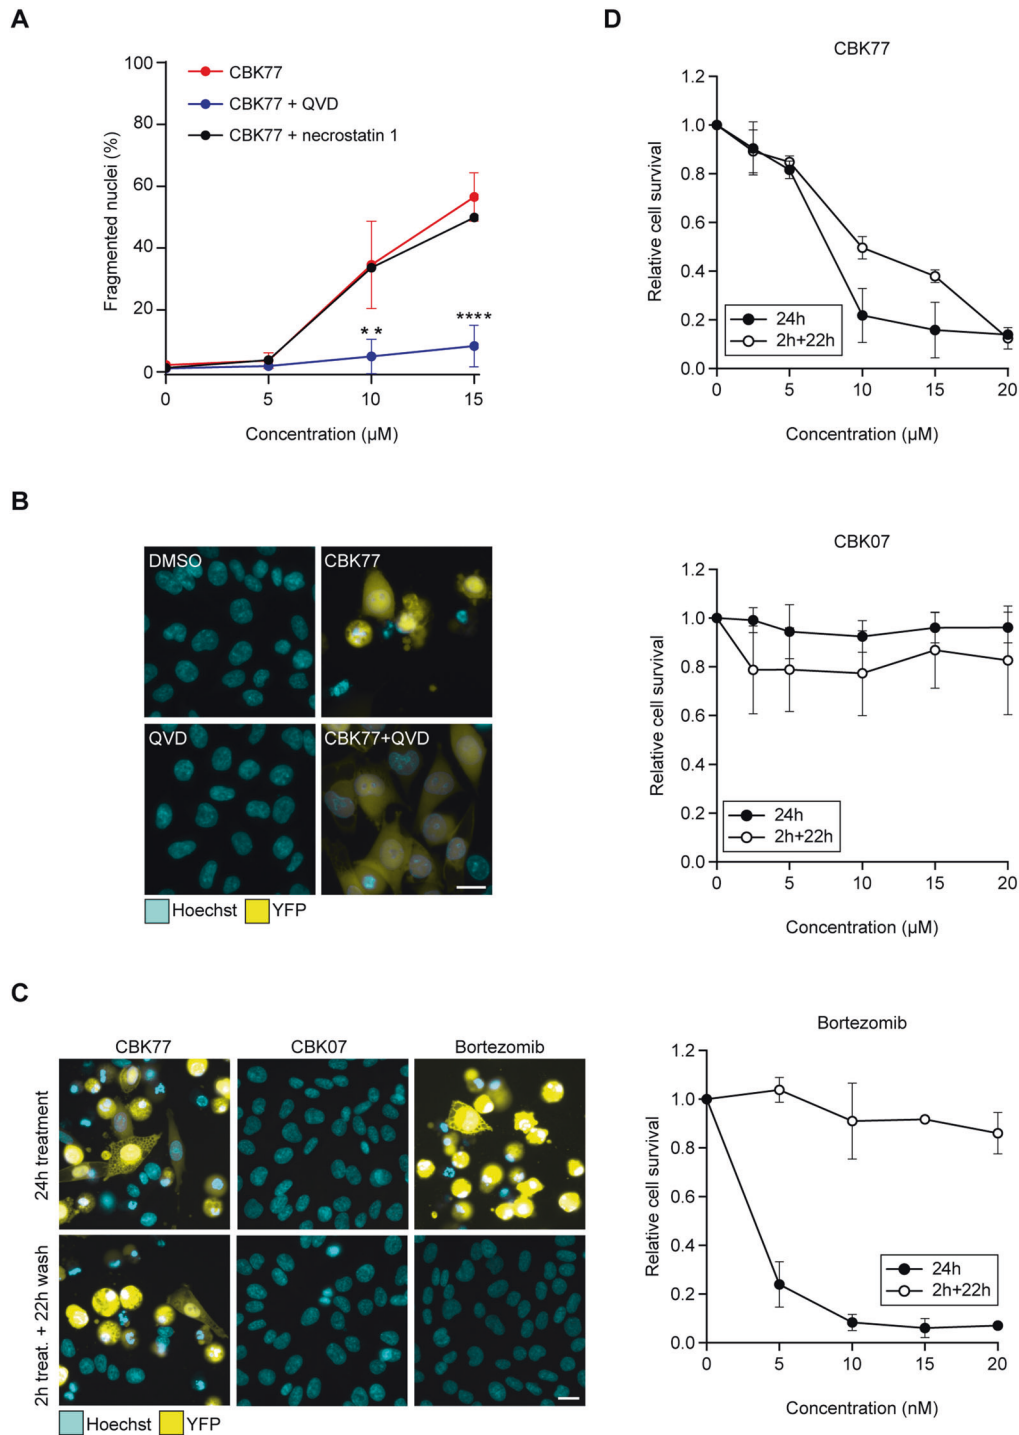 A
100
80
60
40
20
0
Fragmented nuclei (%)
CBK77
CBK77 + QVD
CBK77 + necrostatin 1
**
****
0 5 10 15
Concentration (µM)
B
DMSO
CBK77
QVD
CBK77+QVD
Hoechst YFP
C
CBK77 CBK07 Bortezomib
24h treatment
2h treat. + 22h wash
Hoechst YFP
D
CBK77
1.2
1.0
0.8
0.6
0.4
0.2
0.0
Relative cell survival
24h
2h+22h
0 5 10 15 20
Concentration (µM)
CBK07
1.2
1.0
0.8
0.6
0.4
0.2
0.0
Relative cell survival
24h
2h+22h
0 5 10 15 20
Concentration (µM)
Bortezomib
1.2
1.0
0.8
0.6
0.4
0.2
0.0
Relative cell survival
24h
2h+22h
0 5 10 15 20
Concentration (nM)